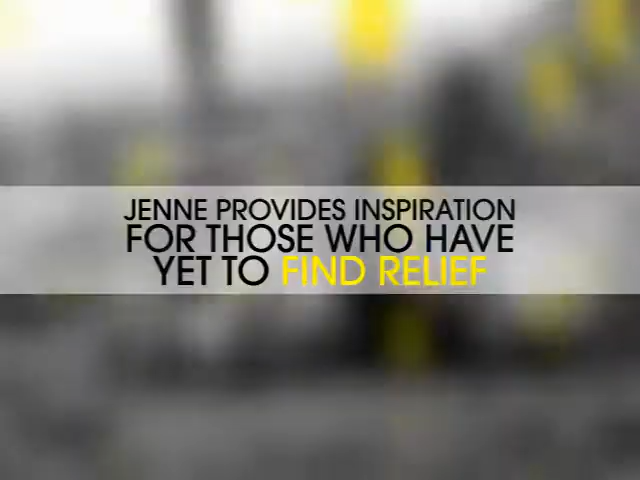 JENNE PROVIDES INSPIRATION
FOR THOSE WHO HAVE
YET TO FIND RELIEF